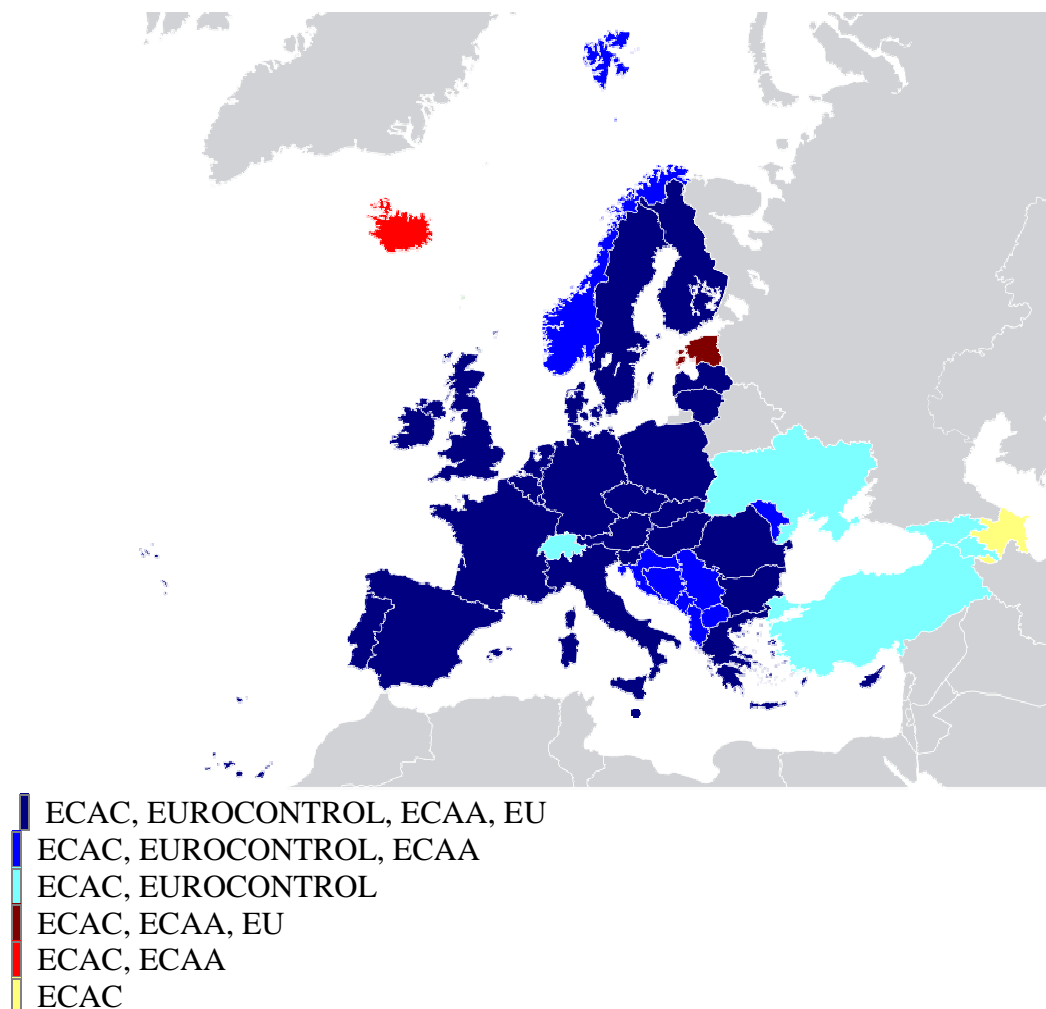 ECAC, EUROCONTROL, ECAA, EU
ECAC, EUROCONTROL, ECAA
ECAC, EUROCONTROL
ECAC, ECAA, EU
ECAC, ECAA
ECAC